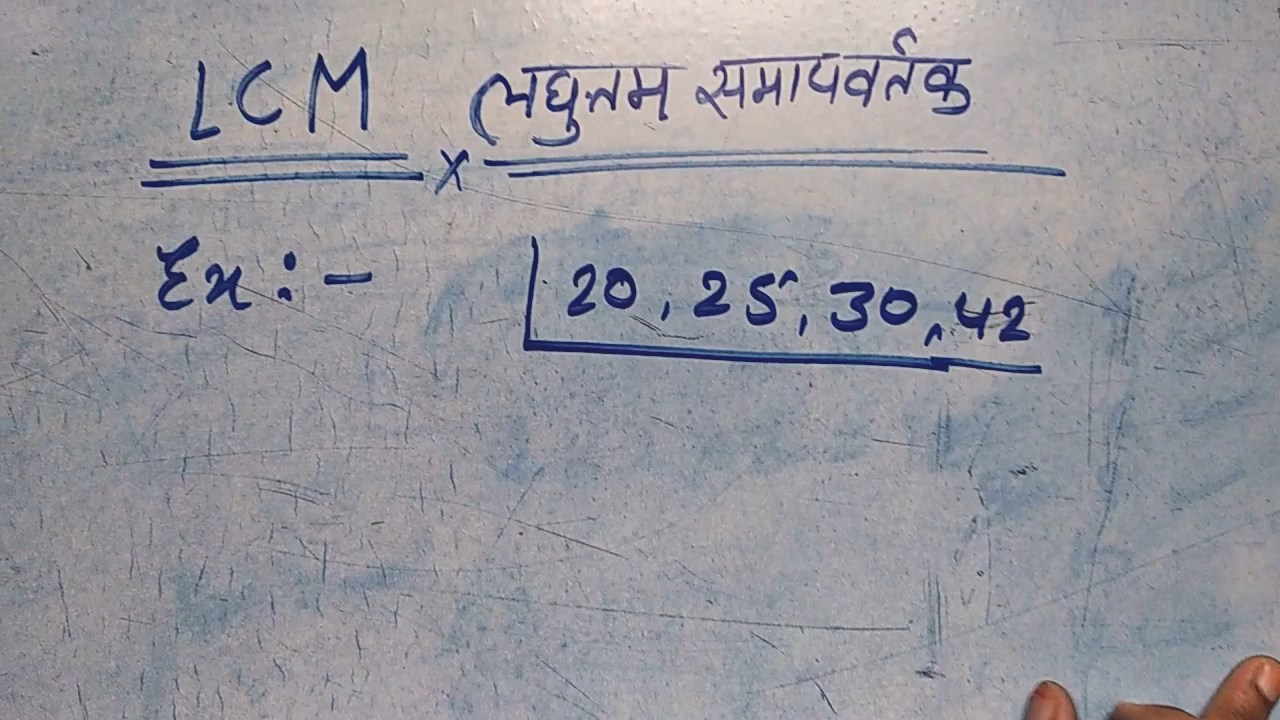 LCM x लघुत्तम समापवर्तक
Ex :- 20, 25, 30, 42